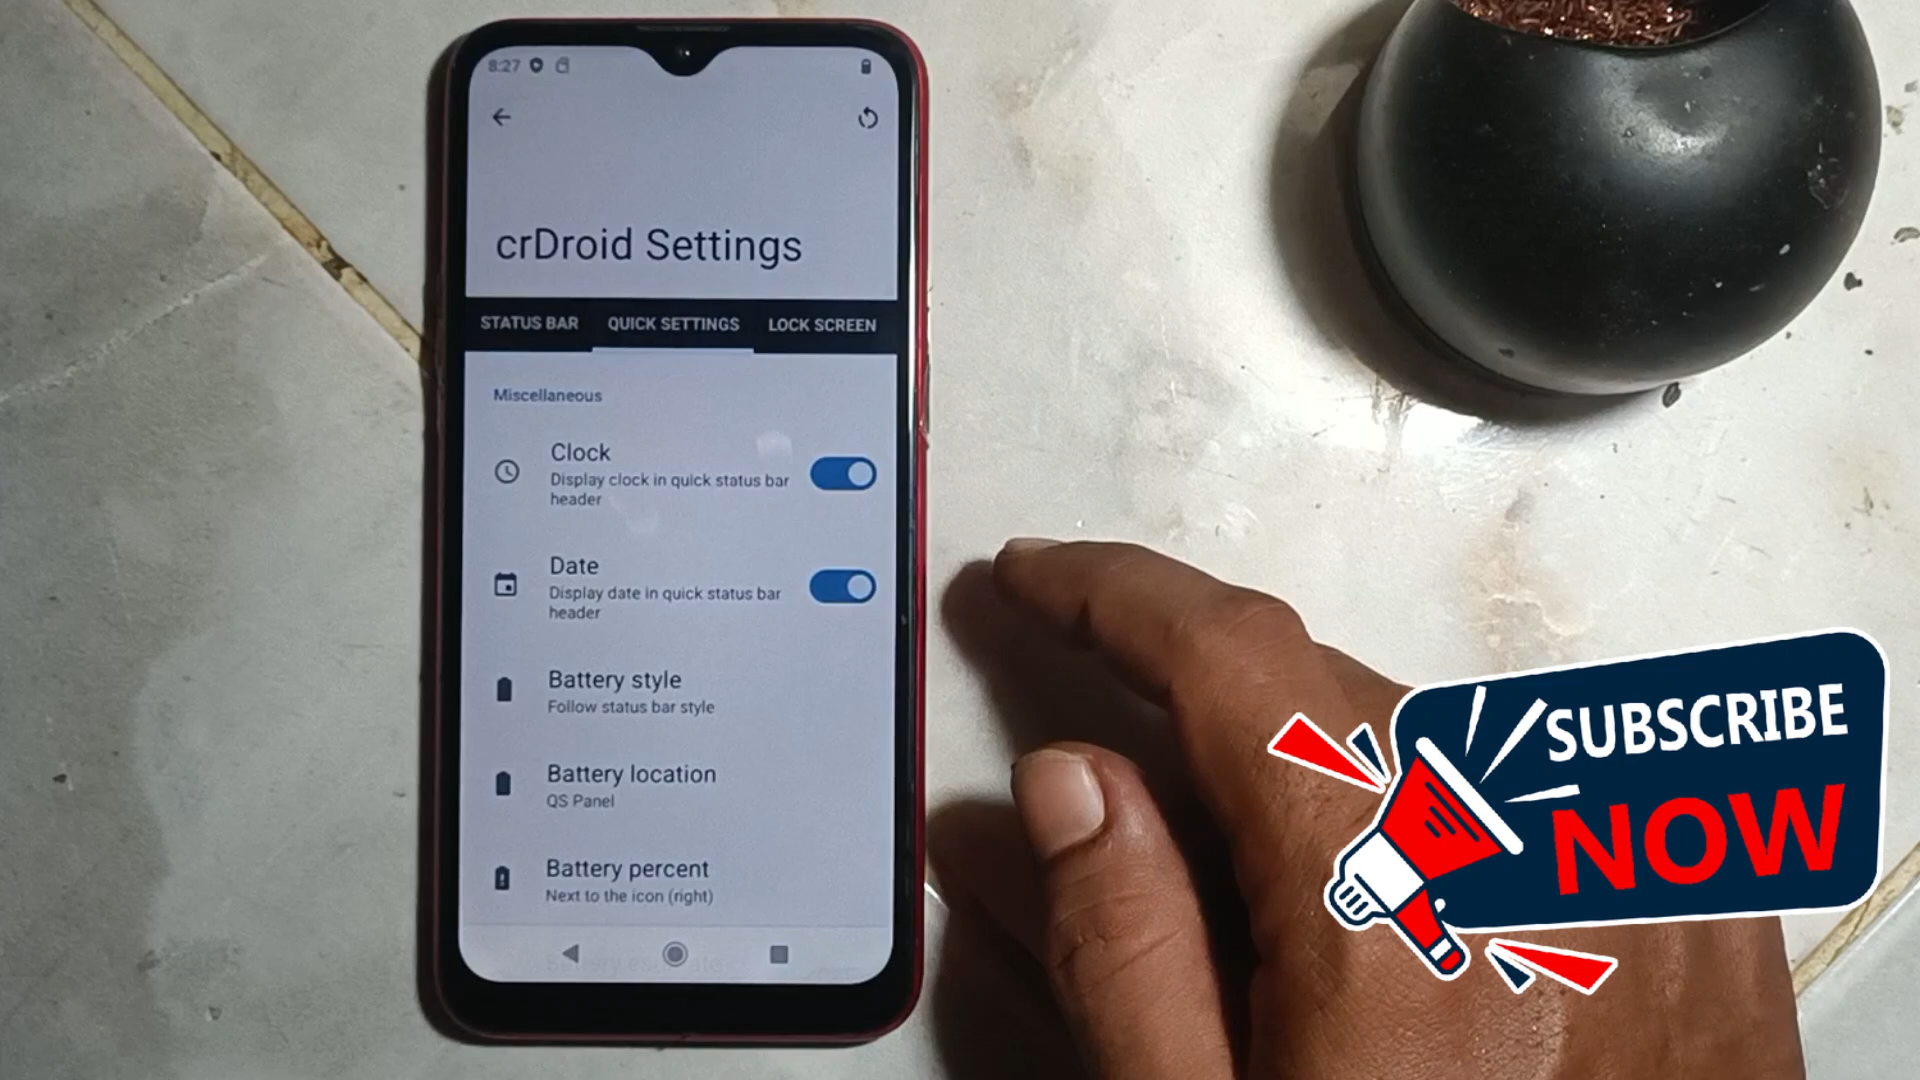 8:27
crDroid Settings
STATUS BAR QUICK SETTINGS LOCK SCREEN
Miscellaneous
Clock
Display clock in quick status bar
header
Date
Display date in quick status bar
header
Battery style
Follow status bar style
Battery location
QS Panel
Battery percent
Next to the icon (right)
SUBSCRIBE
NOW